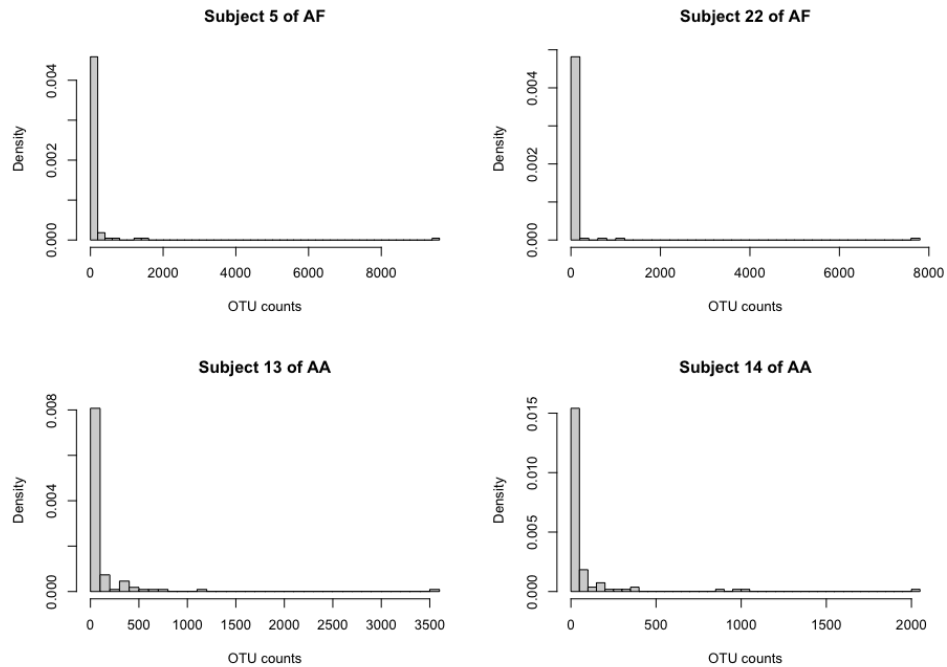 Subject 5 of AF
Density
0.000 0.002 0.004
0 2000 4000 6000 8000
OTU counts
Subject 22 of AF
Density
0.000 0.002 0.004
0 2000 4000 6000 8000
OTU counts
Subject 13 of AA
Density
0.000 0.004 0.008
0 500 1000 1500 2000 2500 3000 3500
OTU counts
Subject 14 of AA
Density
0.000 0.005 0.010 0.015
0 500 1000 1500 2000
OTU counts